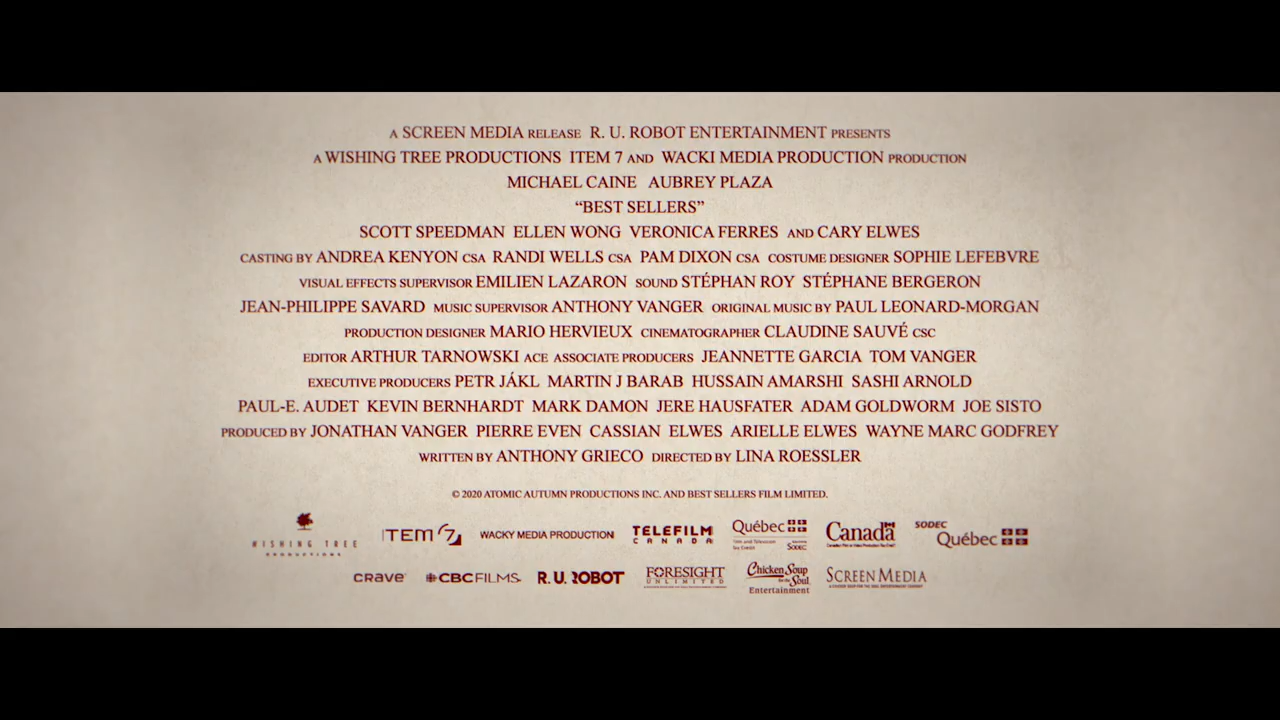 A SCREEN MEDIA RELEASE R. U. ROBOT ENTERTAINMENT PRESENTS
A WISHING TREE PRODUCTIONS ITEM 7 AND WACKI MEDIA PRODUCTION PRODUCTION
MICHAEL CAINE AUBREY PLAZA
“BEST SELLERS”
SCOTT SPEEDMAN ELLEN WONG VERONICA FERRES AND CARY ELWES
CASTING BY ANDREA KENYON CSA RANDI WELLS CSA PAM DIXON CSA COSTUME DESIGNER SOPHIE LEFEBVRE
VISUAL EFFECTS SUPERVISOR EMILIEN LAZARON SOUND STÉPHAN ROY STÉPHANE BERGERON
JEAN-PHILIPPE SAVARD MUSIC SUPERVISOR ANTHONY VANGER ORIGINAL MUSIC BY PAUL LEONARD-MORGAN
PRODUCTION DESIGNER MARIO HERVIEUX CINEMATOGRAPHER CLAUDINE SAUVÉ CSC
EDITOR ARTHUR TARNOWSKI ACE ASSOCIATE PRODUCERS JEANNETTE GARCIA TOM VANGER
EXECUTIVE PRODUCERS PETR JÁKL MARTIN J BARAB HUSSAIN AMARSHI SASHI ARNOLD
PAUL-E. AUDET KEVIN BERNHARDT MARK DAMON JERE HAUSFATER ADAM GOLDWORM JOE SISTO
PRODUCED BY JONATHAN VANGER PIERRE EVEN CASSIAN ELWES ARIELLE ELWES WAYNE MARC GODFREY
WRITTEN BY ANTHONY GRIECO DIRECTED BY LINA ROESSLER
© 2020 ATOMIC AUTUMN PRODUCTIONS INC. AND BEST SELLERS FILM LIMITED.
WISHING TREE PRODUCTIONS ITEM 7 WACKY MEDIA PRODUCTION TELEFILM CANADA Québec SODEC Canada SODEC Québec
CRAVE CBC FILMS R. U. ROBOT FORESIGHT UNLIMITED Chicken Soup for the Soul Entertainment SCREEN MEDIA